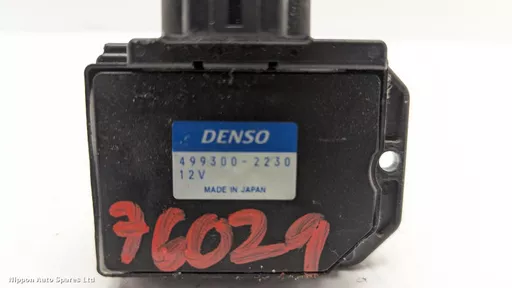 DENSO
499300-2230
12V
MADE IN JAPAN
76029
Nippon Auto Spares Ltd